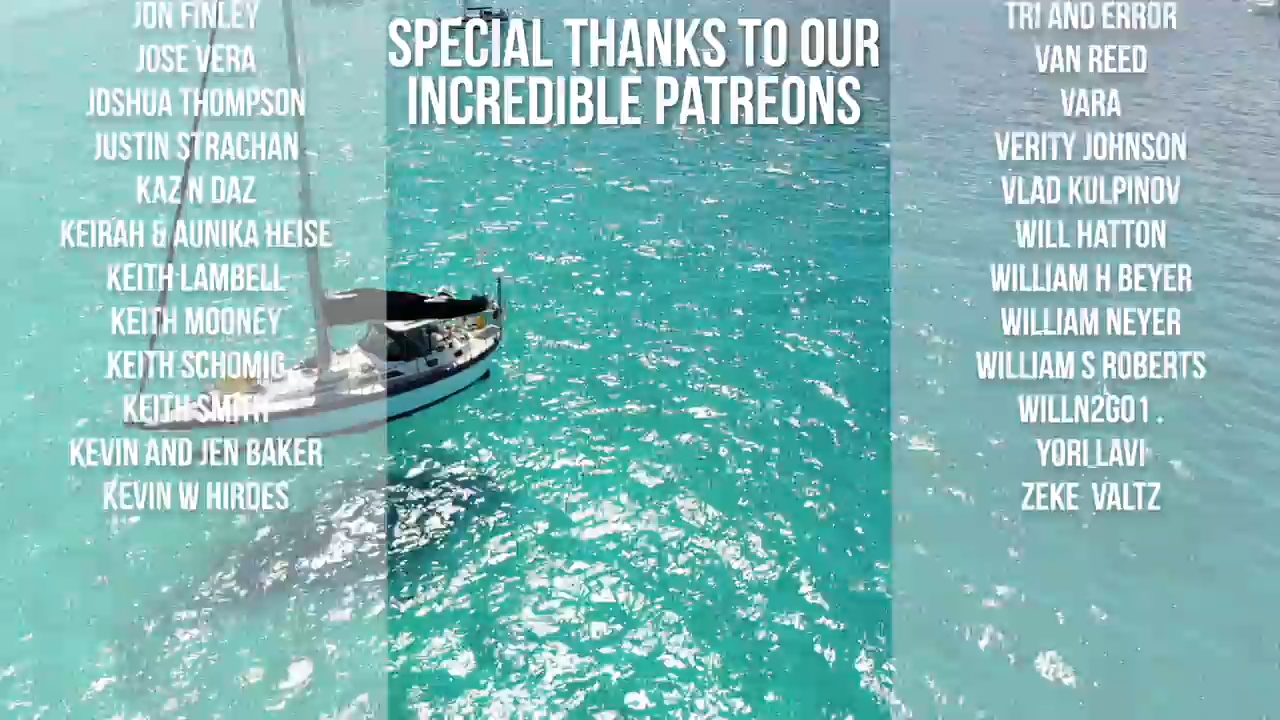 SPECIAL THANKS TO OUR
INCREDIBLE PATREONS
JON FINLEY
JOSE VERA
JOSHUA THOMPSON
JUSTIN STRACHAN
KAZ N DAZ
KEIRAH & AUNIKA HEISE
KEITH LAMBELL
KEITH MOONEY
KEITH SCHOMIG
KEITH SMITH
KEVIN AND JEN BAKER
KEVIN W HIRDES
TRI AND ERROR
VAN REED
VARA
VERITY JOHNSON
VLAD KULPINOV
WILL HATTON
WILLIAM H BEYER
WILLIAM NEYER
WILLIAM S ROBERTS
WILLN2GO1 .
YORI LAVI
ZEKE VALTZ